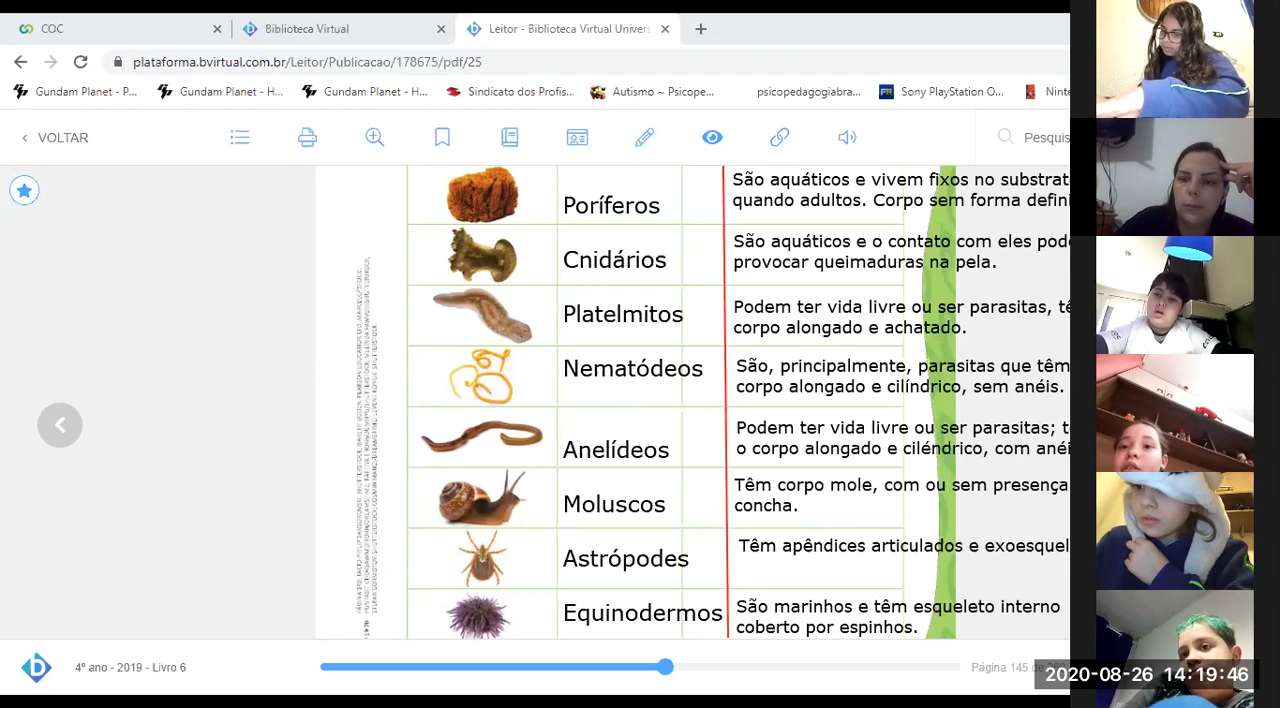 COC
Biblioteca Virtual
Leitor - Biblioteca Virtual Univers
plataforma.bvirtual.com.br/Leitor/Publicacao/178675/pdf/25
Gundam Planet - P...
Gundam Planet - H...
Gundam Planet - H...
Sindicato dos Profis...
Autismo ~ Psicope...
psicopedagogiabra...
Sony PlayStation O...
Ninte
VOLTAR
Pesquis
Poríferos
São aquáticos e vivem fixos no substrat
quando adultos. Corpo sem forma defini
Cnidários
São aquáticos e o contato com eles pod
provocar queimaduras na pela.
Platelmitos
Podem ter vida livre ou ser parasitas, tê
corpo alongado e achatado.
Nematódeos
São, principalmente, parasitas que têm
corpo alongado e cilíndrico, sem anéis.
Anelídeos
Podem ter vida livre ou ser parasitas; t
o corpo alongado e ciléndrico, com anéi
Moluscos
Têm corpo mole, com ou sem presença
concha.
Astrópodes
Têm apêndices articulados e exoesquel
Equinodermos
São marinhos e têm esqueleto interno
coberto por espinhos.
4º ano - 2019 - Livro 6
Página 145 de
2020-08-26 14:19:46